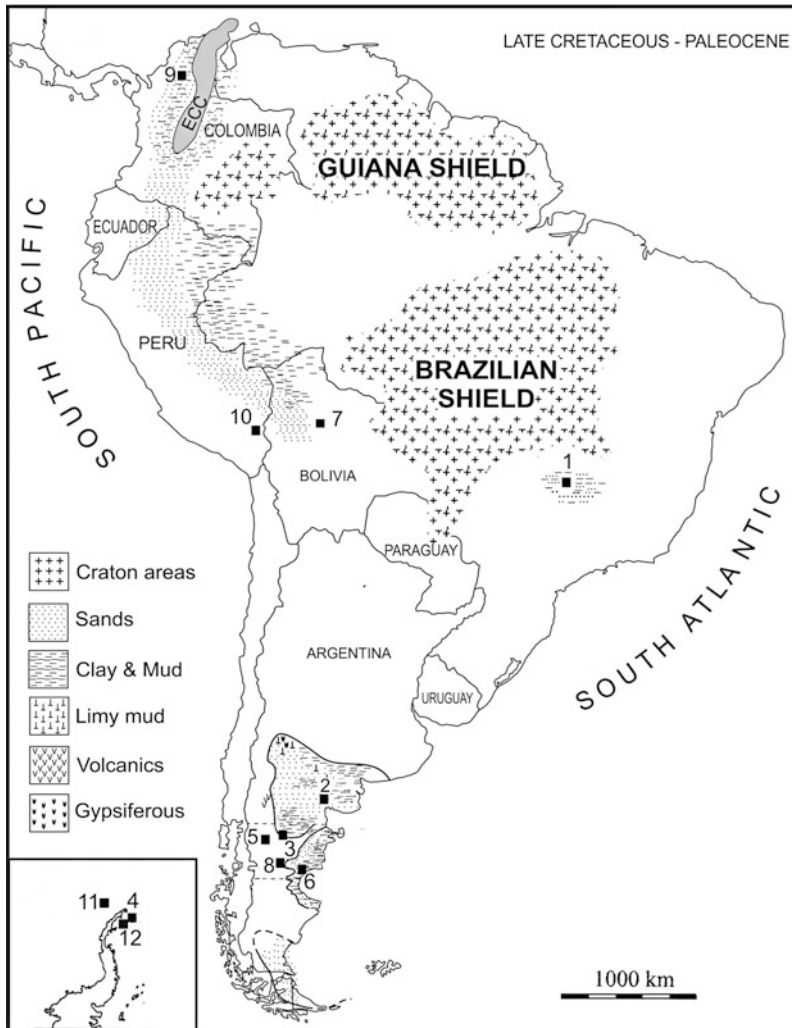 LATE CRETACEOUS - PALEOCENE
9
ECC
COLOMBIA
GUIANA SHIELD
ECUADOR
SOUTH PACIFIC
PERU
BRAZILIAN
SHIELD
10
7
BOLIVIA
1
PARAGUAY
Craton areas
Sands
Clay & Mud
Limy mud
Volcanics
Gypsiferous
ARGENTINA
URUGUAY
SOUTH ATLANTIC
2
5
3
8
6
11
4
12
1000 km